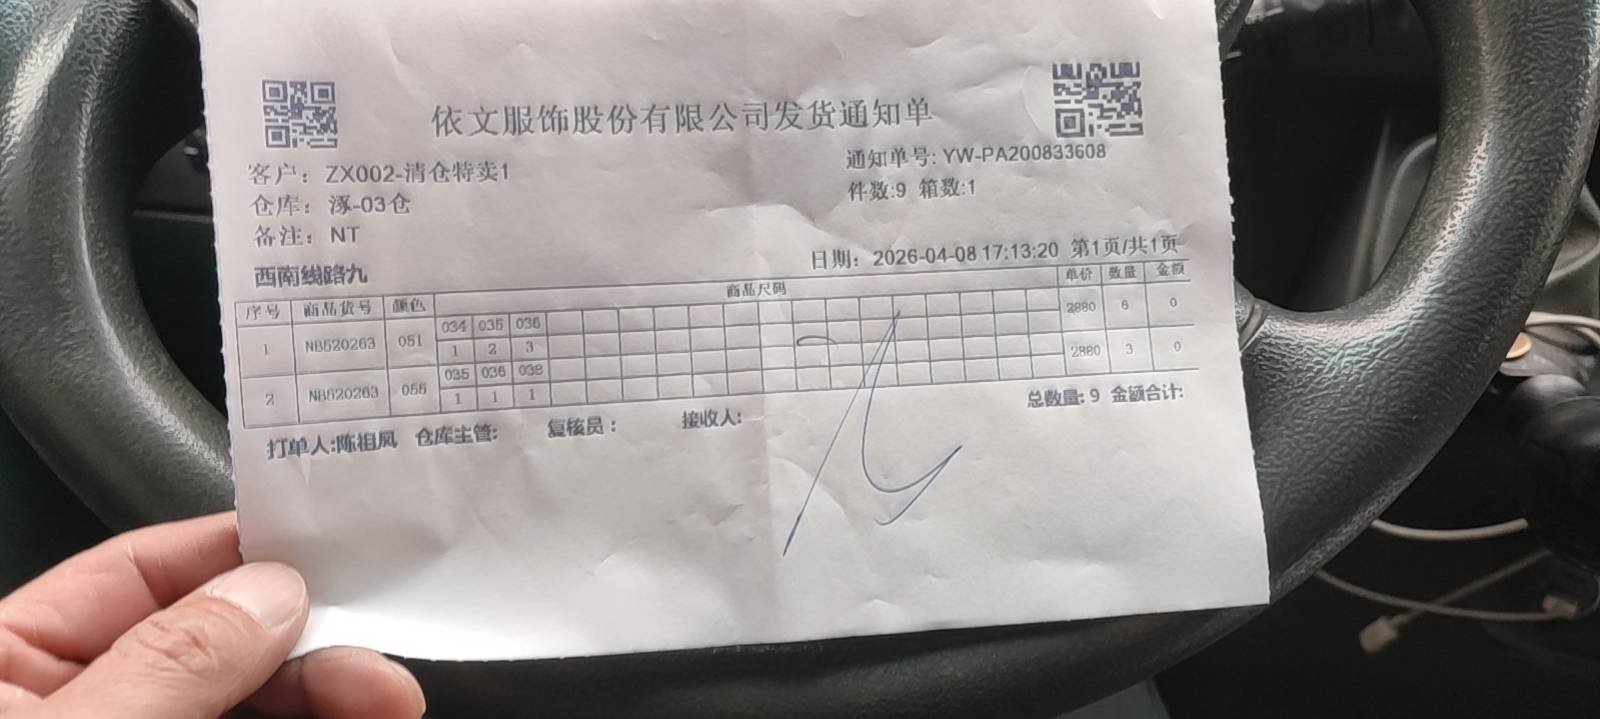 依文服饰股份有限公司发货通知单
客户： ZX002-清仓特卖1
通知单号: YW-PA200833608
仓库： 涿-03仓
件数:9 箱数:1
备注： NT
日期： 2026-04-08 17:13:20 第1页/共1页
西南线路九
序号 商品货号 颜色 商品尺码 单价 数量 金额
034 035 036
1 NB520263 051 2880 6 0
1 2 3
035 036 038
2 NB520263 055 2880 3 0
1 1 1
总数量: 9 金额合计:
打单人:陈祖凤 仓库主管: 复核员： 接收人: